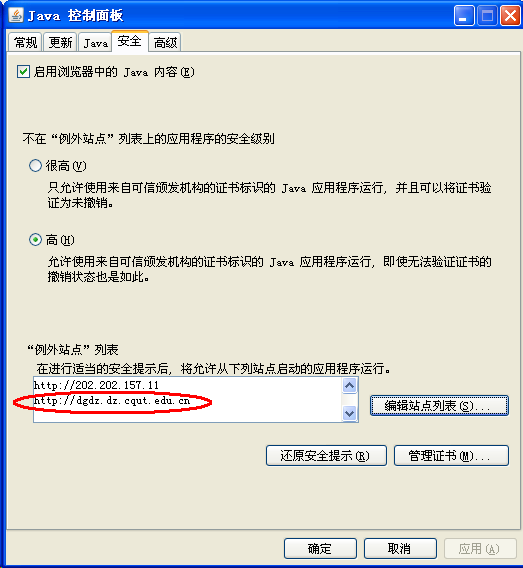 Java 控制面板
常规 更新 Java 安全 高级
启用浏览器中的 Java 内容(E)
不在“例外站点”列表上的应用程序的安全级别
很高(V)
只允许使用来自可信颁发机构的证书标识的 Java 应用程序运行，并且可以将证书验
证为未撤销。
高(H)
允许使用来自可信颁发机构的证书标识的 Java 应用程序运行，即使无法验证证书的
撤销状态也是如此。
“例外站点”列表
在进行适当的安全提示后，将允许从下列站点启动的应用程序运行。
http://202.202.157.11
http://dgdz.dz.cqut.edu.cn
编辑站点列表(S)...
还原安全提示(R) 管理证书(M)...
确定 取消 应用(A)